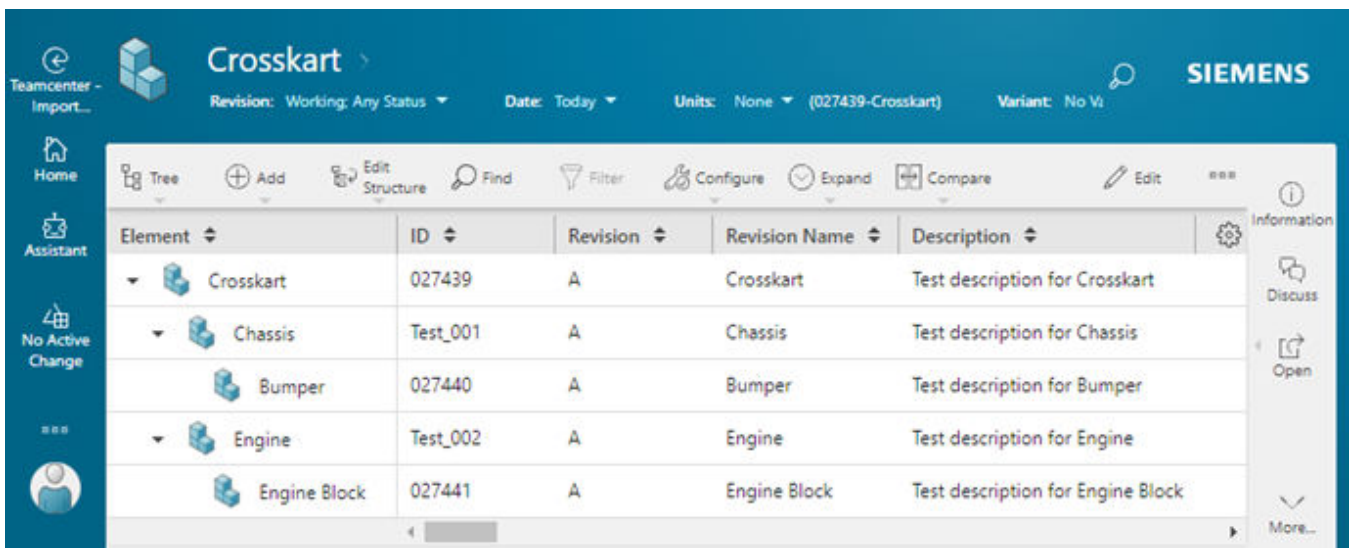 Teamcenter -
Import...
Home
Assistant
No Active
Change
Crosskart
Revision: Working; Any Status Date: Today Units: None (027439-Crosskart) Variant: No Va
SIEMENS
Tree Add Edit Structure Find Filter Configure Expand Compare Edit
Element ID Revision Revision Name Description
Crosskart 027439 A Crosskart Test description for Crosskart
Chassis Test_001 A Chassis Test description for Chassis
Bumper 027440 A Bumper Test description for Bumper
Engine Test_002 A Engine Test description for Engine
Engine Block 027441 A Engine Block Test description for Engine Block
Information
Discuss
Open
More...